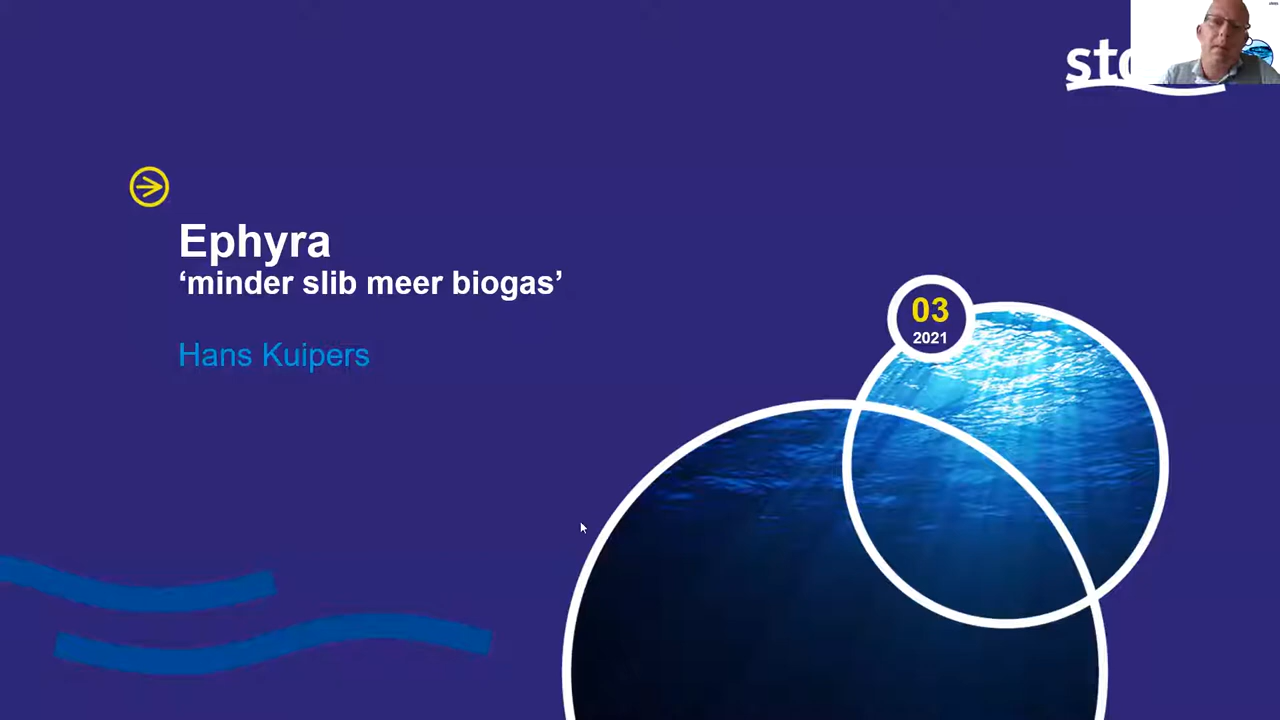 Ephyra
‘minder slib meer biogas’
Hans Kuipers
03
2021